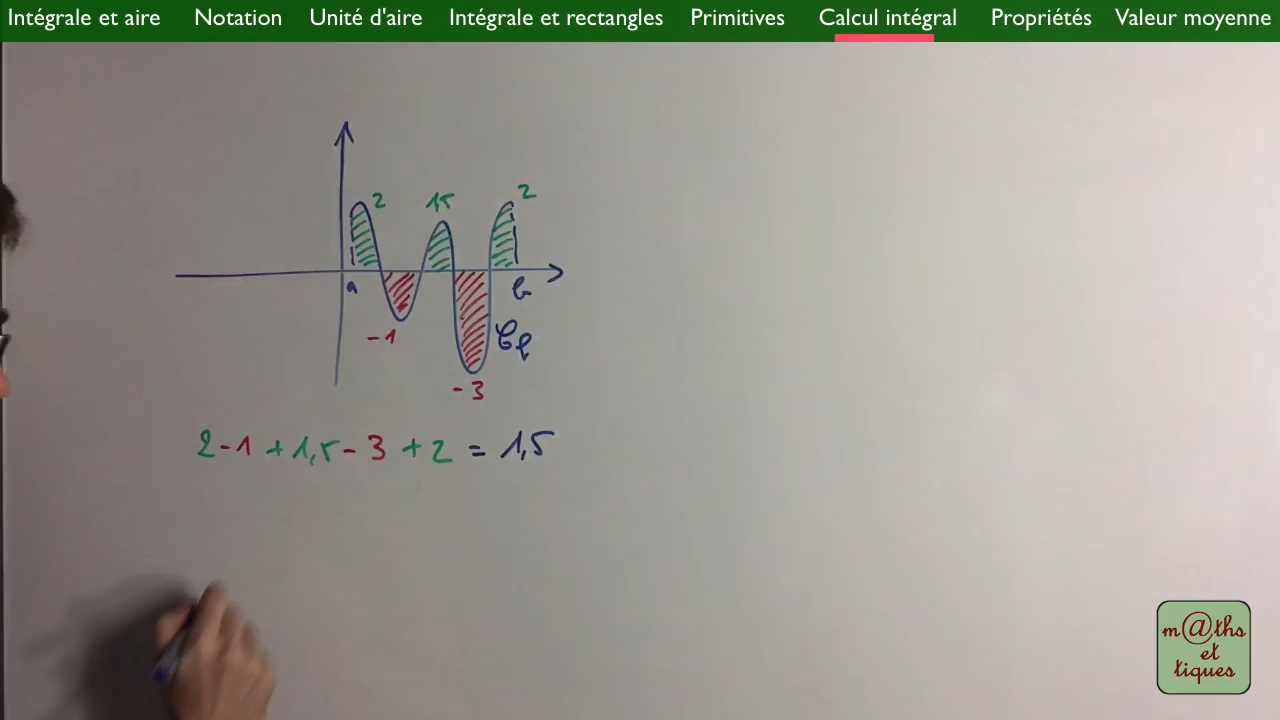 Intégrale et aire Notation Unité d'aire Intégrale et rectangles Primitives Calcul intégral Propriétés Valeur moyenne
2 1,5 2
a b
-1 Cf
-3
2 - 1 + 1,5 - 3 + 2 = 1,5
m@ths
et
tiques